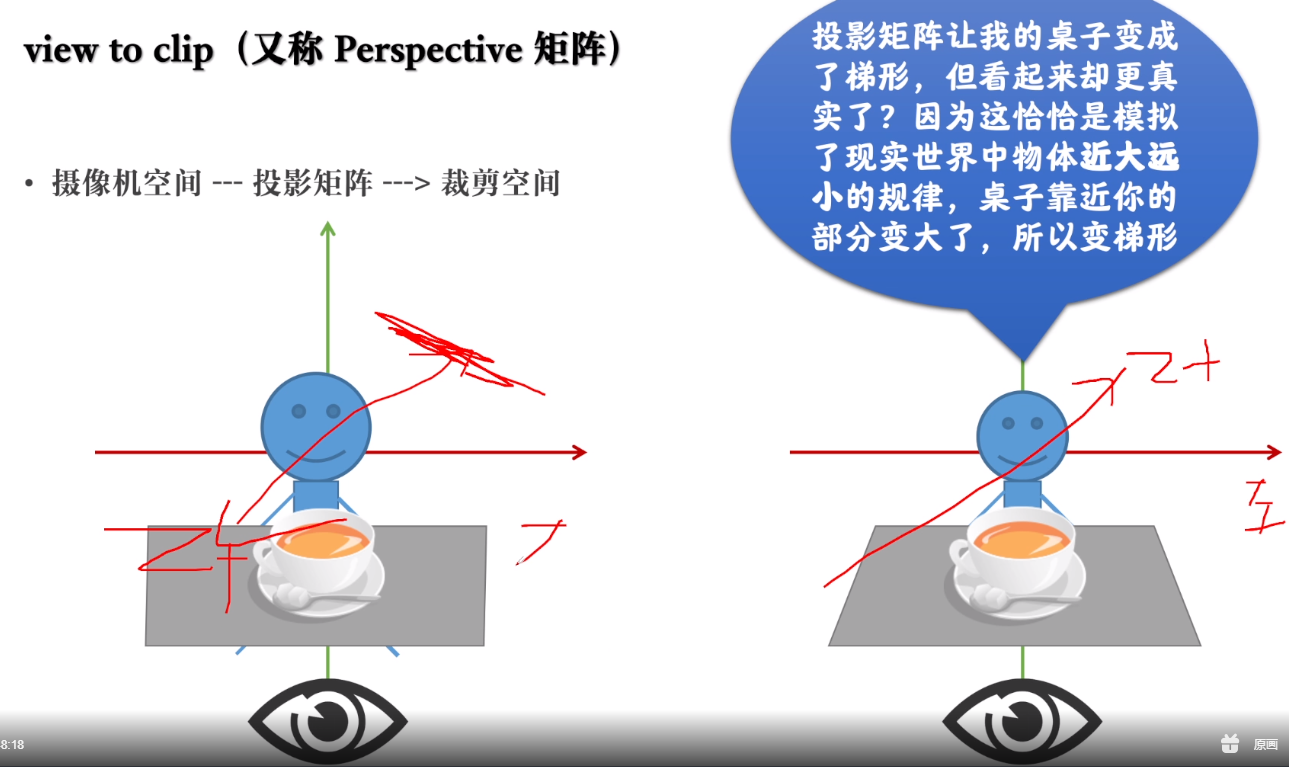 view to clip（又称 Perspective 矩阵）
• 摄像机空间 --- 投影矩阵 ---> 裁剪空间
投影矩阵让我的桌子变成
了梯形，但看起来却更真
实了？因为这恰恰是模拟
了现实世界中物体近大远
小的规律，桌子靠近你的
部分变大了，所以变梯形
Z+
Z+
8:18
原画